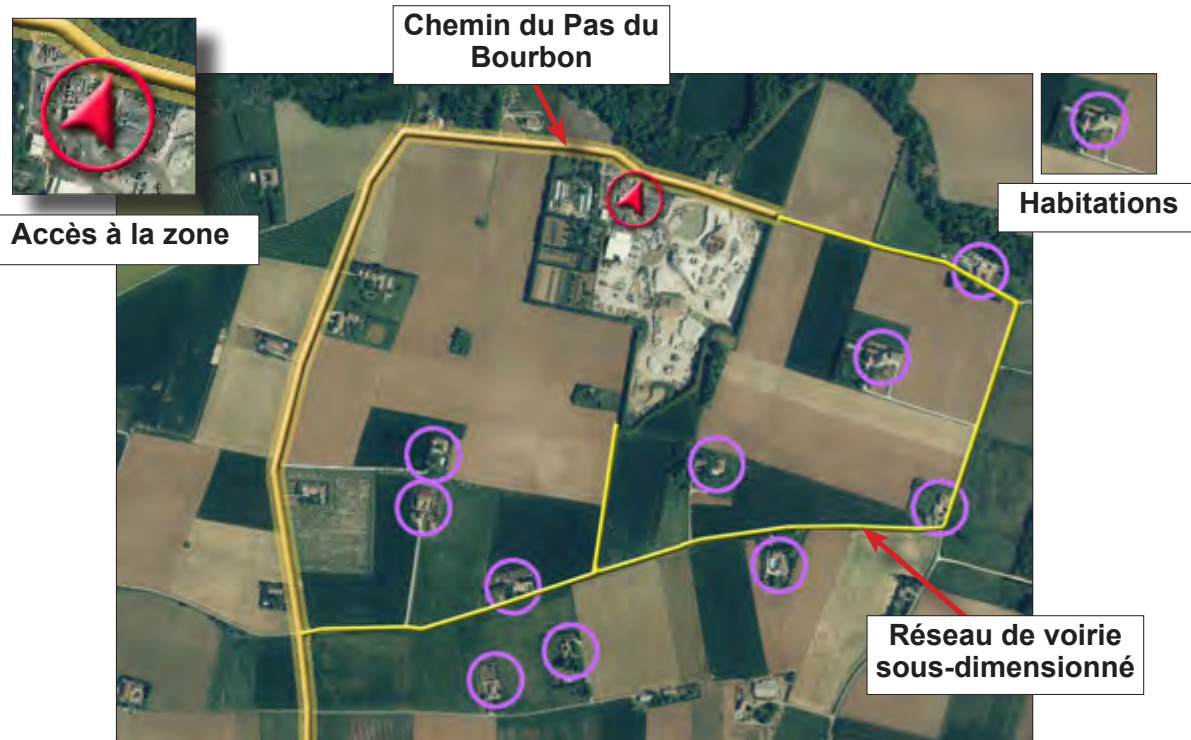 Chemin du Pas du
Bourbon
Accès à la zone
Habitations
Réseau de voirie
sous-dimensionné